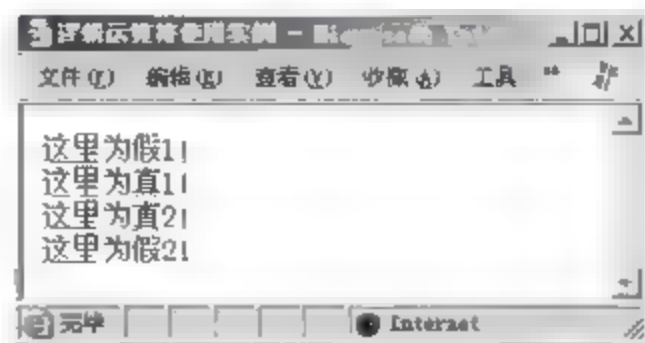 逻辑运算符使用实例 - Mi
文件(F) 编辑(E) 查看(V) 收藏(A) 工具 »
这里为假1!
这里为真1!
这里为真2!
这里为假2!
完毕 Internet